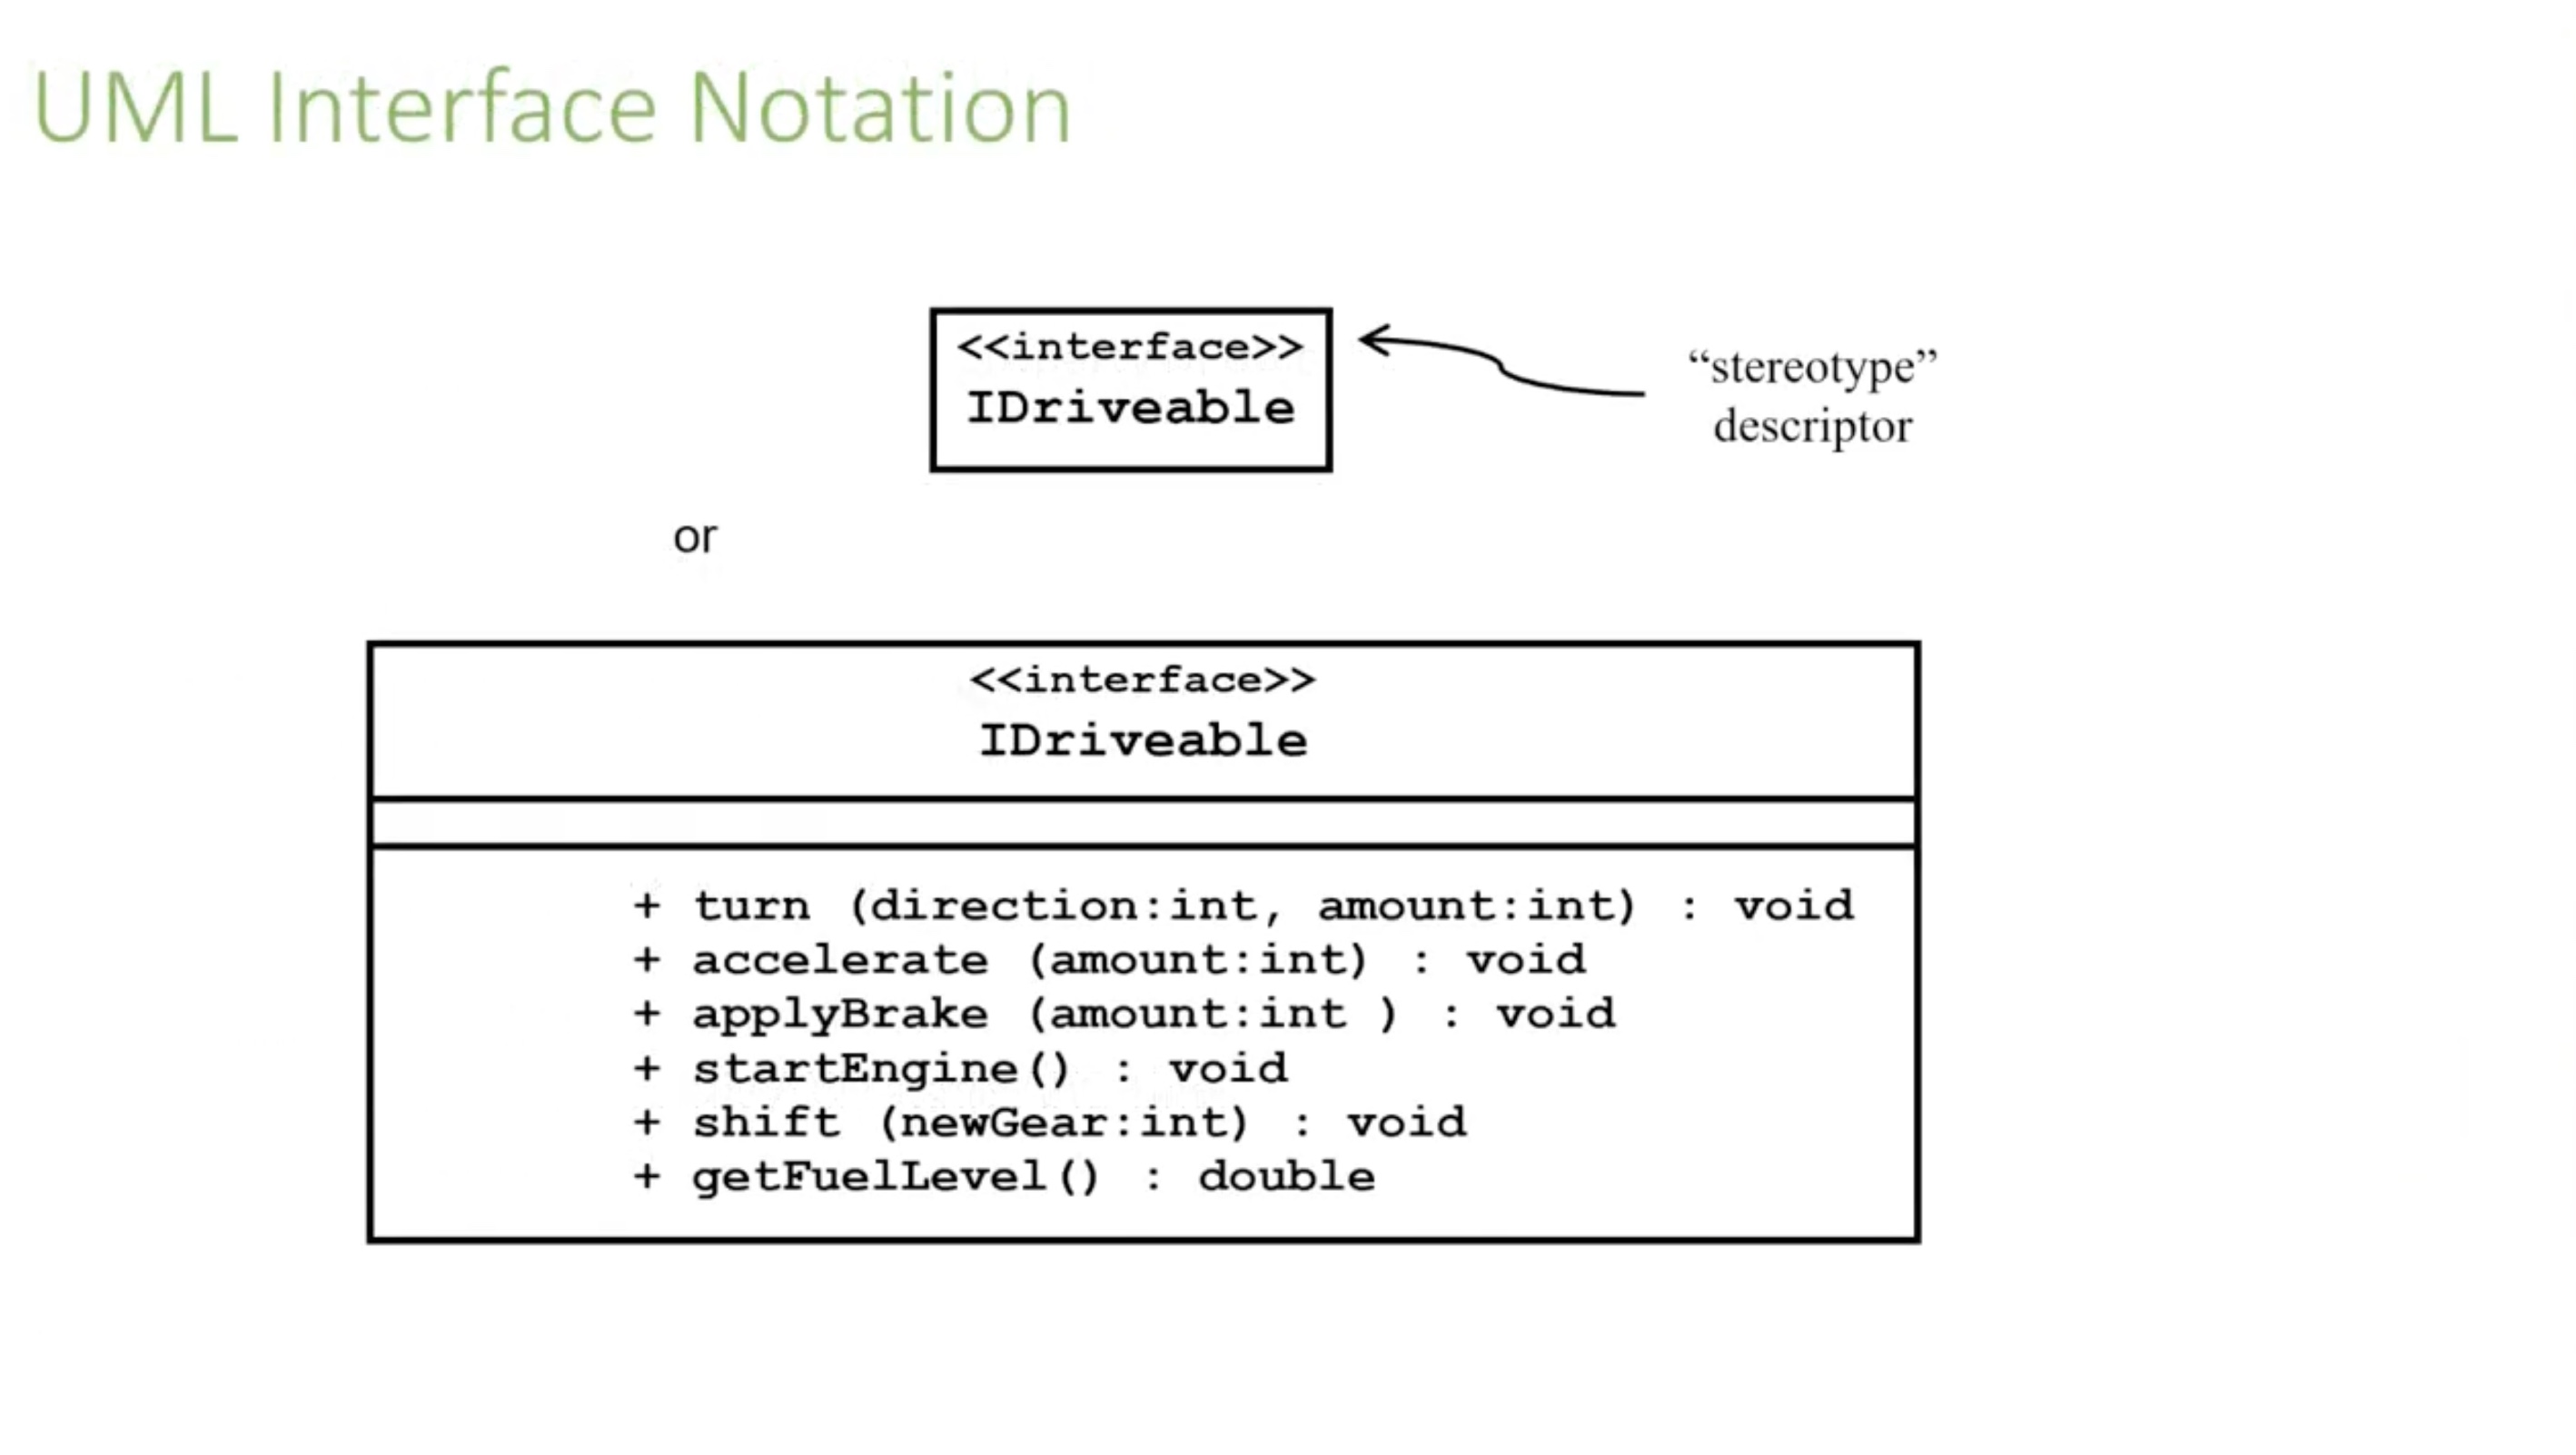 UML Interface Notation
<<interface>>
IDriveable
“stereotype”
descriptor
or
<<interface>>
IDriveable
+ turn (direction:int, amount:int) : void
+ accelerate (amount:int) : void
+ applyBrake (amount:int ) : void
+ startEngine() : void
+ shift (newGear:int) : void
+ getFuelLevel() : double